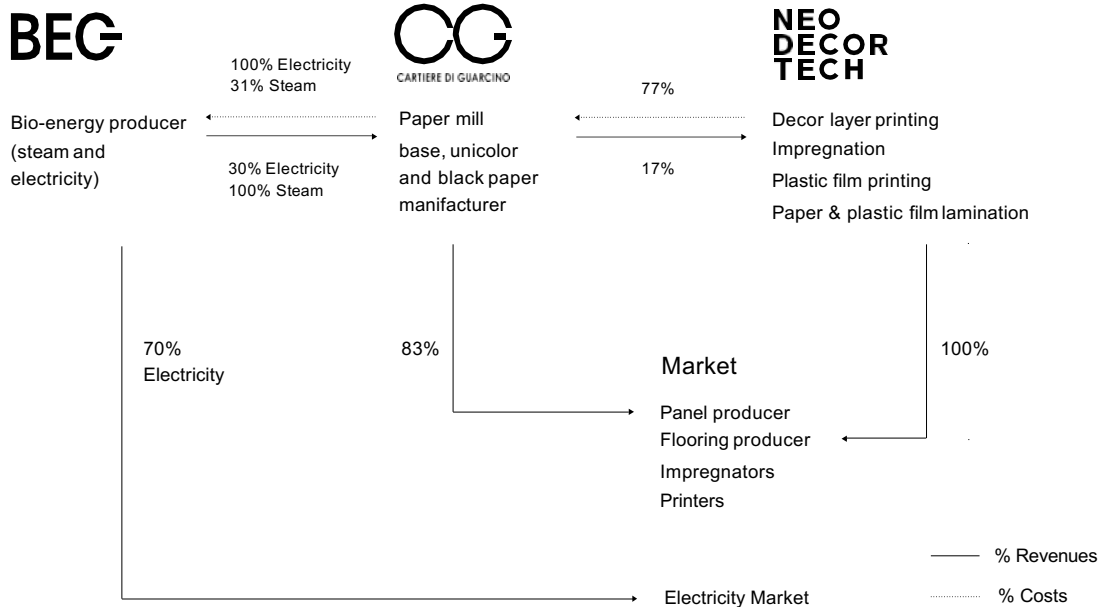 BEG
CG
CARTIERE DI GUARCINO
NEO
DECOR
TECH
100% Electricity
31% Steam
77%
Bio-energy producer
(steam and
electricity)
Paper mill
base, unicolor
and black paper
manifacturer
Decor layer printing
Impregnation
Plastic film printing
Paper & plastic film lamination
30% Electricity
100% Steam
17%
70%
Electricity
83%
100%
Market
Panel producer
Flooring producer
Impregnators
Printers
Electricity Market
% Revenues
% Costs